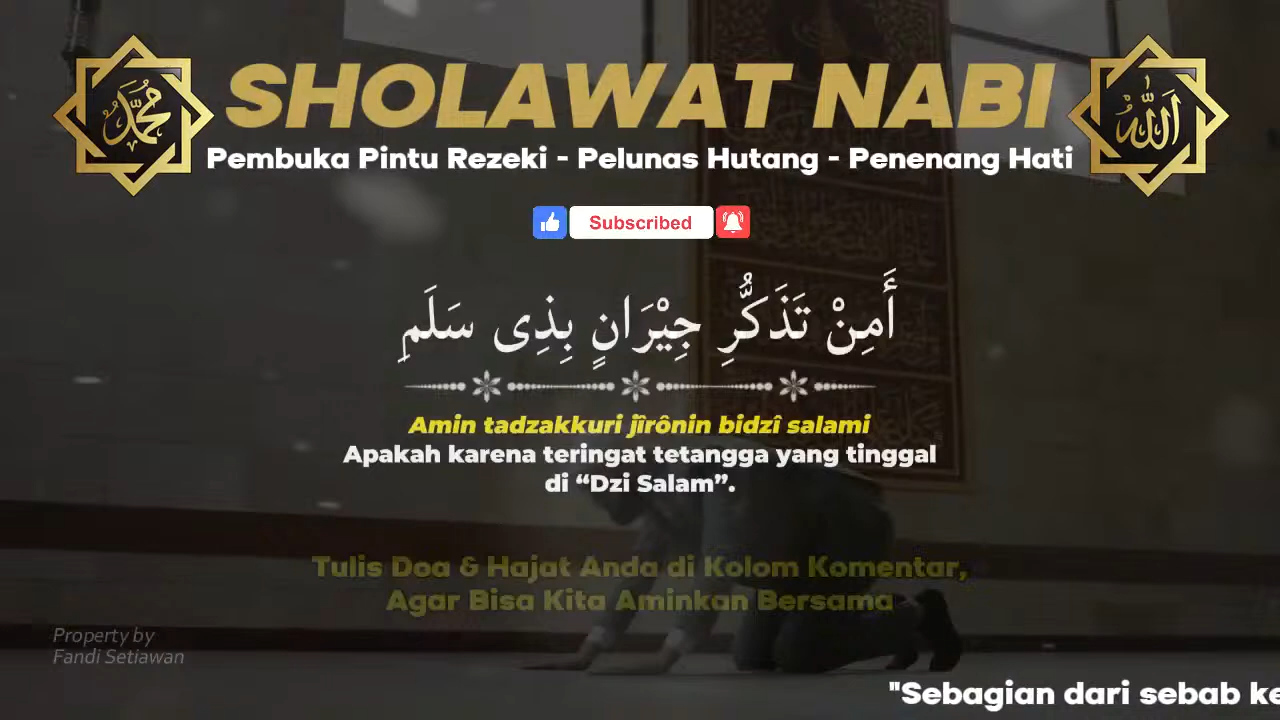 محمد
الله
SHOLAWAT NABI
Pembuka Pintu Rezeki - Pelunas Hutang - Penenang Hati
Subscribed
أَمِنْ تَذَكُّرِ جِيْرَانٍ بِذِى سَلَمِ
Amin tadzakkuri jîrônin bidzî salami
Apakah karena teringat tetangga yang tinggal
di “Dzi Salam”.
Tulis Doa & Hajat Anda di Kolom Komentar,
Agar Bisa Kita Aminkan Bersama
Property by
Fandi Setiawan
"Sebagian dari sebab